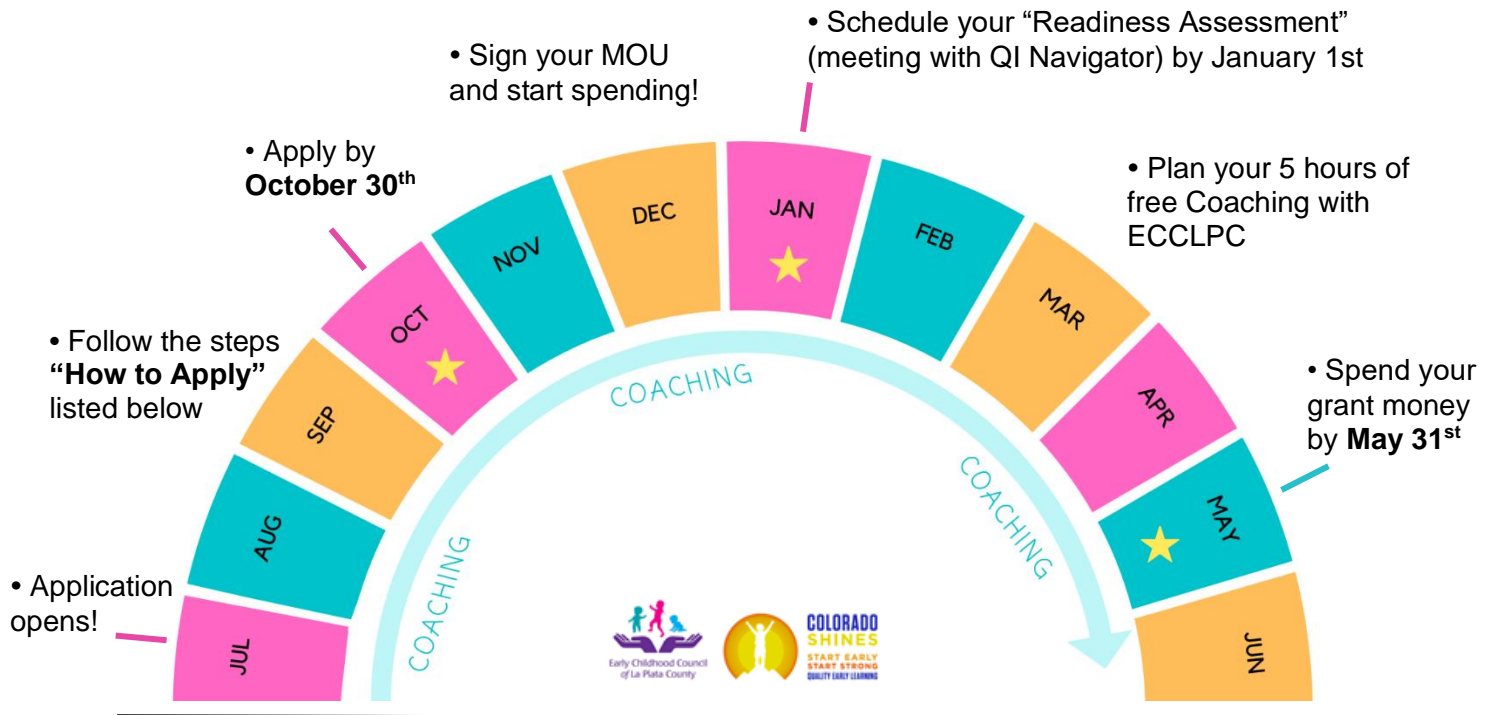 • Schedule your “Readiness Assessment”
(meeting with QI Navigator) by January 1st
• Sign your MOU
and start spending!
• Apply by
October 30th
• Plan your 5 hours of
free Coaching with
ECCLPC
• Follow the steps
“How to Apply”
listed below
• Spend your
grant money
by May 31st
• Application
opens!
JUL
AUG
SEP
OCT
NOV
DEC
JAN
FEB
MAR
APR
MAY
JUN
COACHING
COACHING
COACHING
Early Childhood Council
of La Plata County
COLORADO
SHINES
START EARLY
START STRONG
QUALITY EARLY LEARNING